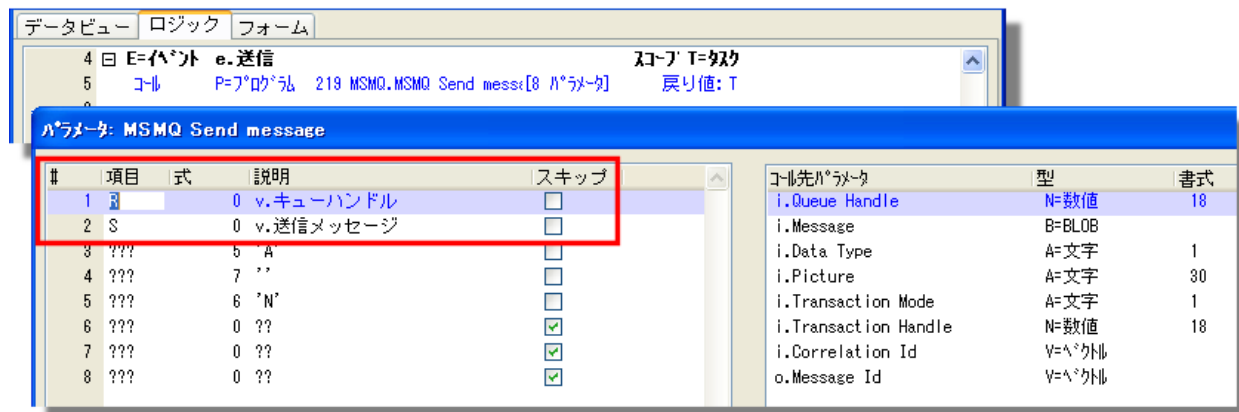 データビュー ロジック フォーム
4 E=ｲﾍﾞﾝﾄ e.送信 ｽｺｰﾌﾟ T=ﾀｽｸ
5 ｺｰﾙ P=ﾌﾟﾛｸﾞﾗﾑ 219 MSMQ.MSMQ Send messa[8 ﾊﾟﾗﾒｰﾀ] 戻り値: T
ﾊﾟﾗﾒｰﾀ: MSMQ Send message
# 項目 式 説明 スキップ ｺｰﾙ先ﾊﾟﾗﾒｰﾀ 型 書式
1 R 0 v.キューハンドル i.Queue Handle N=数値 18
2 S 0 v.送信メッセージ i.Message B=BLOB
3 ??? 5 'A' i.Data Type A=文字 1
4 ??? 7 '' i.Picture A=文字 30
5 ??? 6 'N' i.Transaction Mode A=文字 1
6 ??? 0 ?? i.Transaction Handle N=数値 18
7 ??? 0 ?? i.Correlation Id V=ﾍﾞｸﾄﾙ
8 ??? 0 ?? o.Message Id V=ﾍﾞｸﾄﾙ